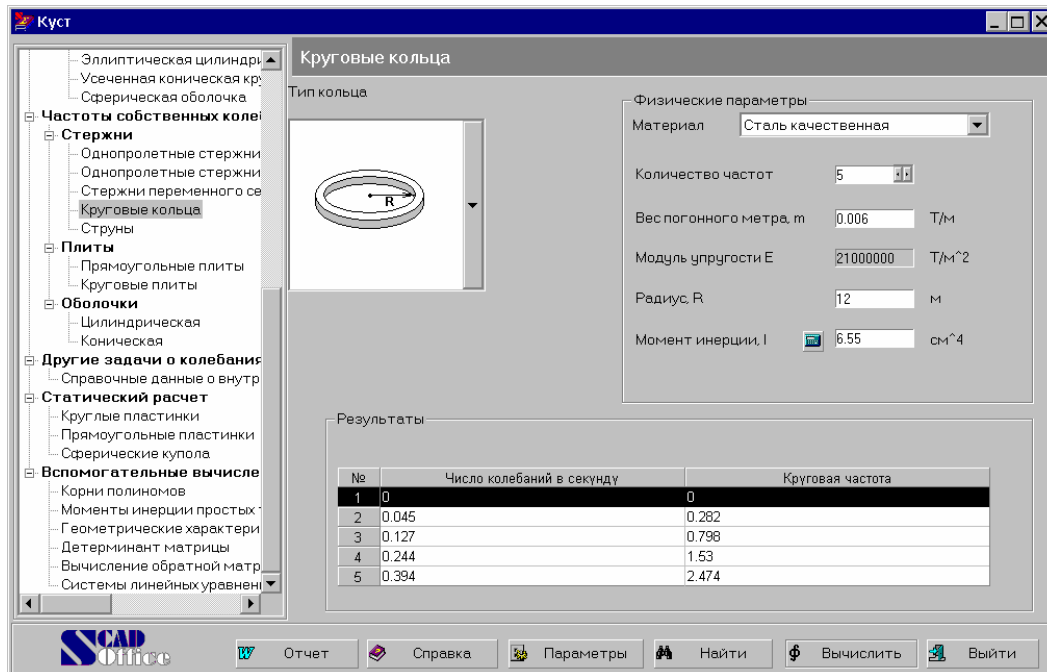 Куст
Эллиптическая цилиндри
Усеченная коническая кру
Сферическая оболочка
Частоты собственных коле
Стержни
Однопролетные стержни
Однопролетные стержни
Стержни переменного се
Круговые кольца
Струны
Плиты
Прямоугольные плиты
Круговые плиты
Оболочки
Цилиндрическая
Коническая
Другие задачи о колебания
Справочные данные о внутр
Статический расчет
Круглые пластинки
Прямоугольные пластинки
Сферические купола
Вспомогательные вычисле
Корни полиномов
Моменты инерции простых т
Геометрические характери
Детерминант матрицы
Вычисление обратной матр
Системы линейных уравнен
Круговые кольца
Тип кольца
R
Физические параметры
Материал Сталь качественная
Количество частот 5
Вес погонного метра, m 0.006 Т/м
Модуль упругости E 21000000 Т/м^2
Радиус, R 12 м
Момент инерции, I 6.55 см^4
Результаты
№ Число колебаний в секунду Круговая частота
1 0 0
2 0.045 0.282
3 0.127 0.798
4 0.244 1.53
5 0.394 2.474
SCAD Office
Отчет Справка Параметры Найти Вычислить Выйти